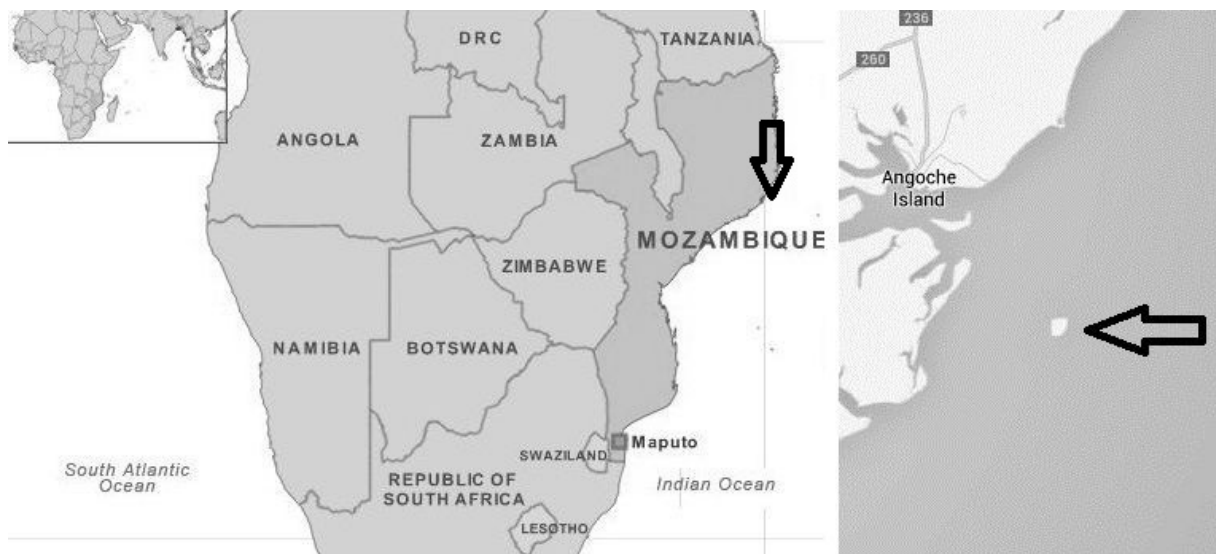 DRC
TANZANIA
ANGOLA
ZAMBIA
MOZAMBIQUE
ZIMBABWE
NAMIBIA
BOTSWANA
Maputo
SWAZILAND
South Atlantic
Ocean
REPUBLIC OF
SOUTH AFRICA
Indian Ocean
LESOTHO
236
260
Angoche
Island